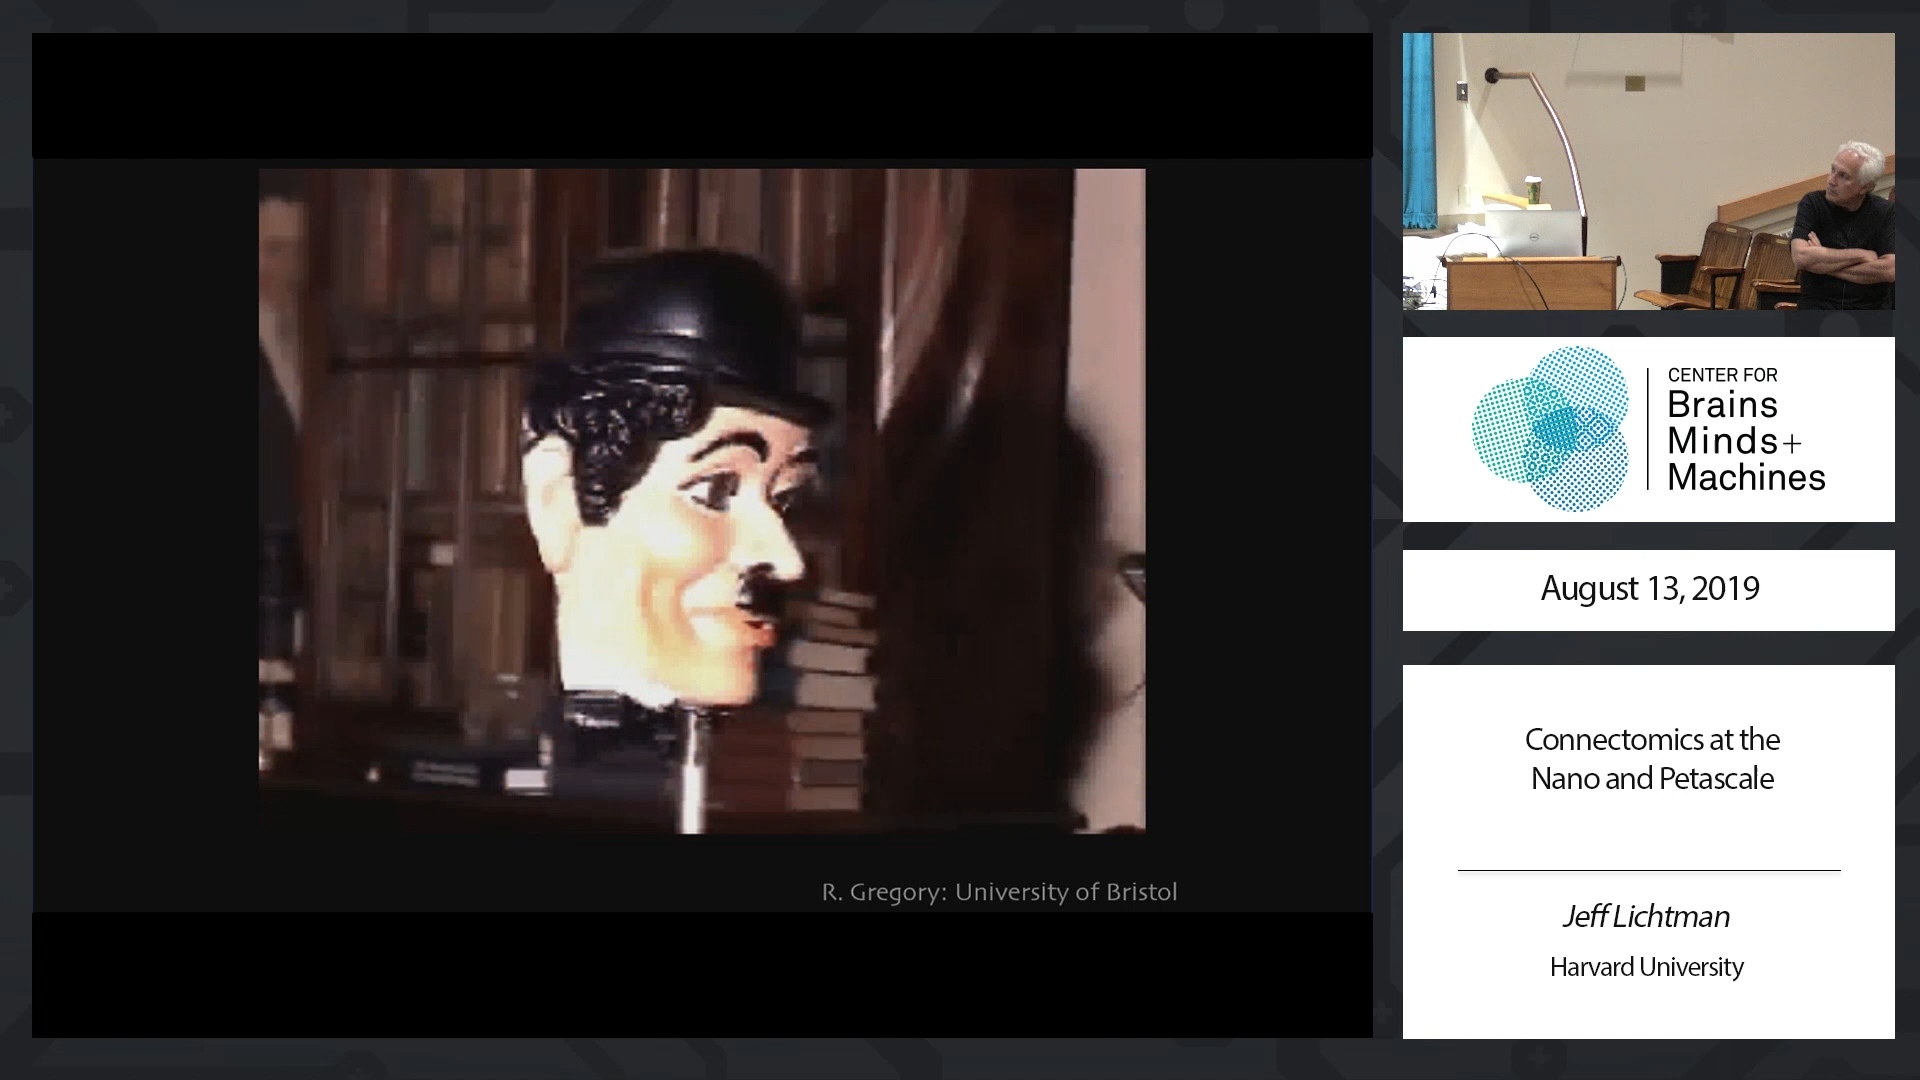 R. Gregory: University of Bristol
CENTER FOR
Brains
Minds+
Machines
August 13, 2019
Connectomics at the
Nano and Petascale
Jeff Lichtman
Harvard University